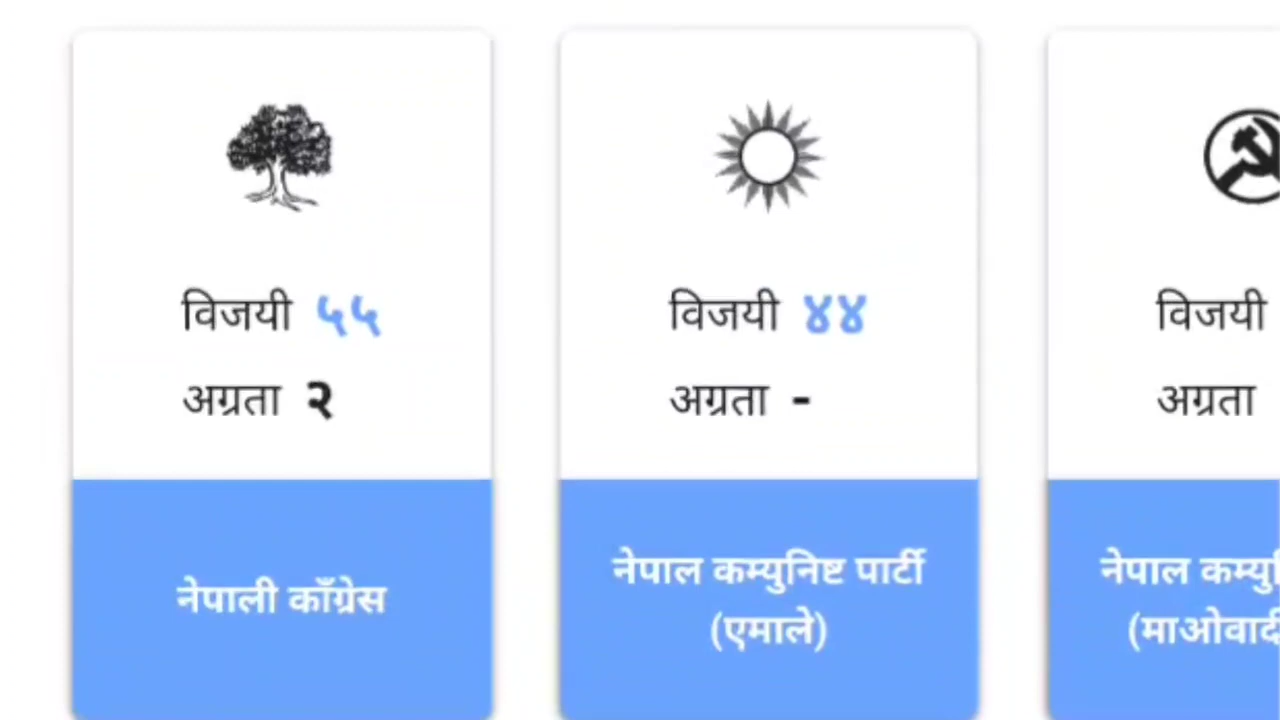 विजयी ५५
अग्रता २
नेपाली काँग्रेस
विजयी ४४
अग्रता -
नेपाल कम्युनिष्ट पार्टी
(एमाले)
विजयी
अग्रता
नेपाल